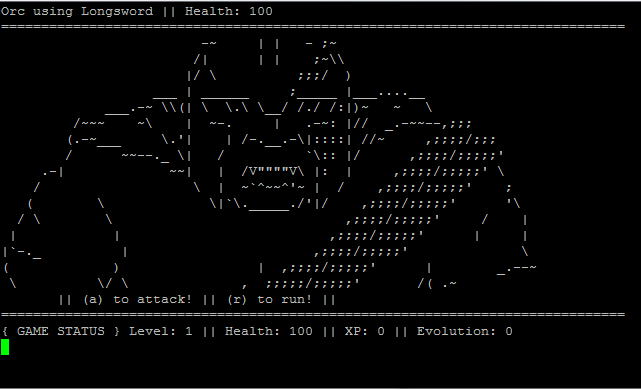 Orc using Longsword || Health: 100
|| (a) to attack! || (r) to run! ||
{ GAME STATUS } Level: 1 || Health: 100 || XP: 0 || Evolution: 0